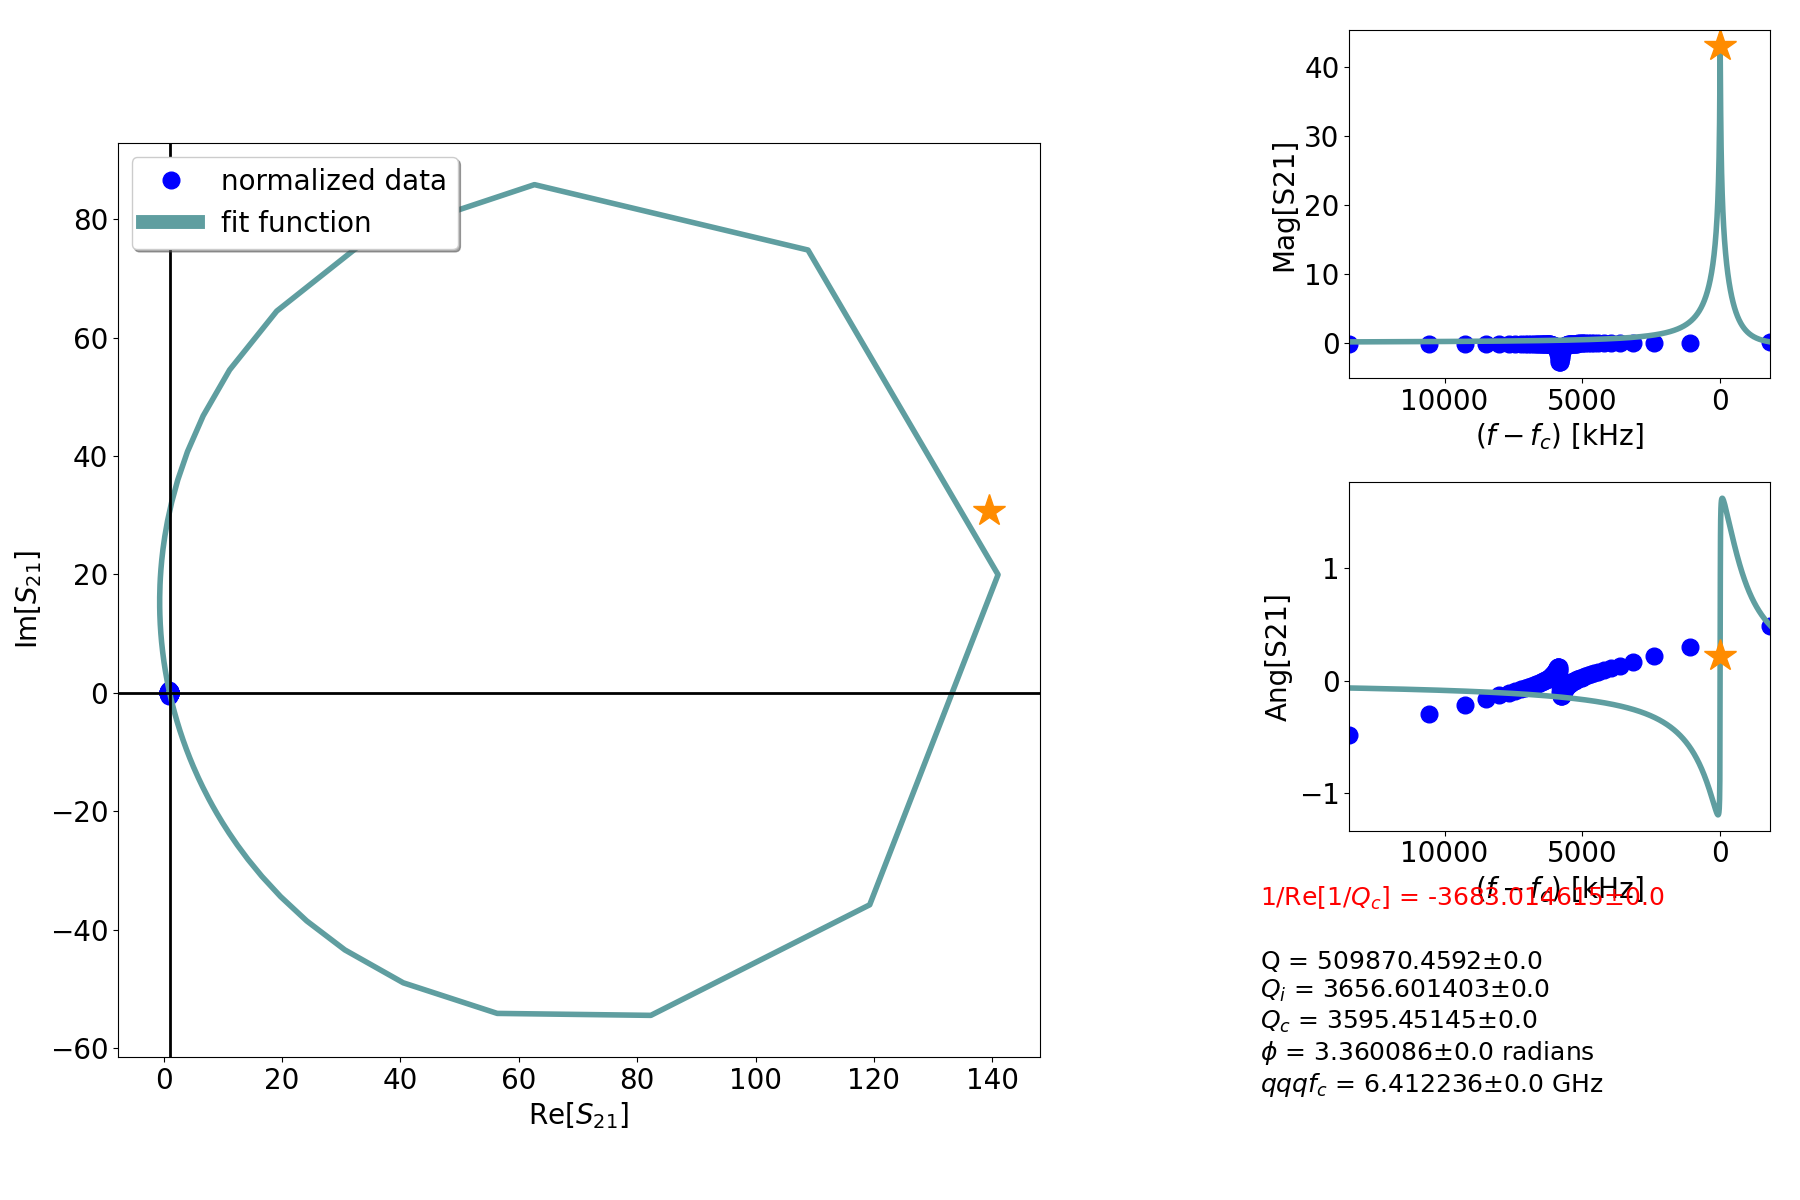 normalized data
fit function
80
60
40
20
0
−20
−40
−60
0 20 40 60 80 100 120 140
Im[S21]
Re[S21]
40
30
20
10
0
Mag[S21]
10000 5000 0
(f − fc) [kHz]
1
0
−1
Ang[S21]
10000 5000 0
(f − fc) [kHz]
1/Re[1/Qc] = -3683.014615±0.0
Q = 509870.4592±0.0
Qi = 3656.601403±0.0
Qc = 3595.45145±0.0
ϕ = 3.360086±0.0 radians
qqqfc = 6.412236±0.0 GHz